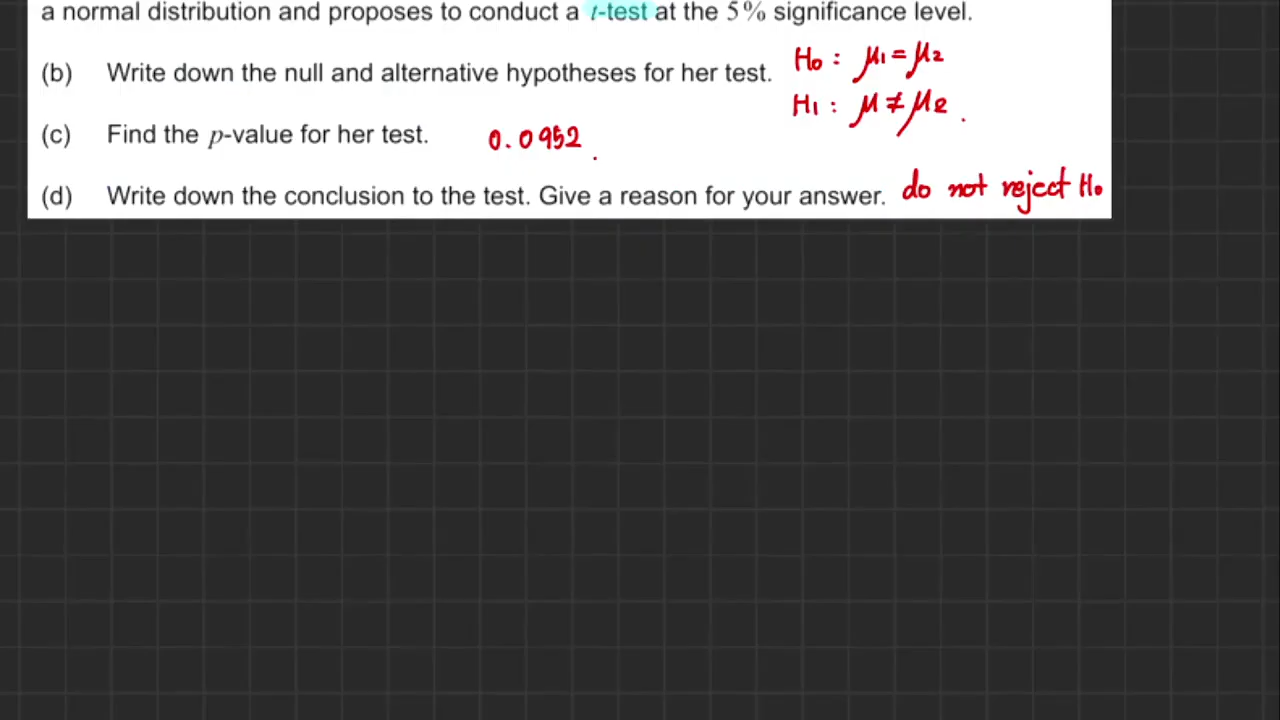 a normal distribution and proposes to conduct a t-test at the 5% significance level.
(b) Write down the null and alternative hypotheses for her test. H₀ : μ₁ = μ₂
H₁ : μ ≠ μ₂ .
(c) Find the p-value for her test. 0.0952 .
(d) Write down the conclusion to the test. Give a reason for your answer. do not reject H₀